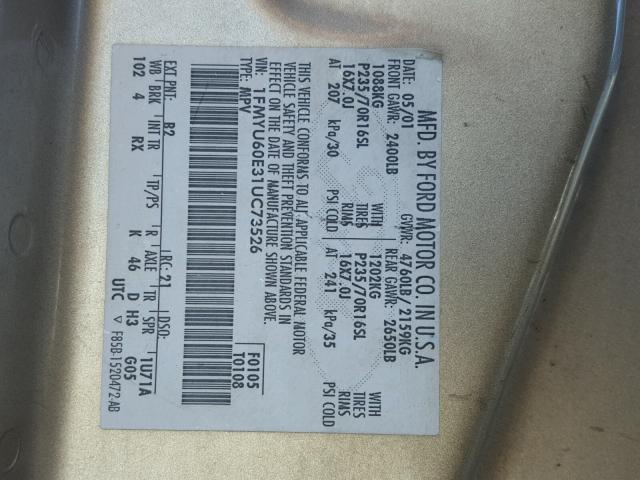 MFD. BY FORD MOTOR CO. IN U.S.A.
DATE: 05/01 GVWR: 4760LB/ 2159KG
FRONT GAWR: 2400LB REAR GAWR: 2650LB
1088KG WITH 1202KG WITH
P235/70R16SL TIRES P235/70R16SL TIRES
16X7.0J RIMS 16X7.0J RIMS
AT 207 kPa/30 PSI COLD AT 241 kPa/35 PSI COLD
THIS VEHICLE CONFORMS TO ALL APPLICABLE FEDERAL MOTOR
VEHICLE SAFETY AND THEFT PREVENTION STANDARDS IN
EFFECT ON THE DATE OF MANUFACTURE SHOWN ABOVE.
VIN: 1FMYU60E31UC73526 F0105
TYPE: MPV T0108
EXT PNT: B2 RC: 21 DSO:
WB BRK INT TR TP/PS R AXLE TR SPR 1U71A
102 4 RX K 46 D H3 G05
UTC ▽ F85B-1520472-AB